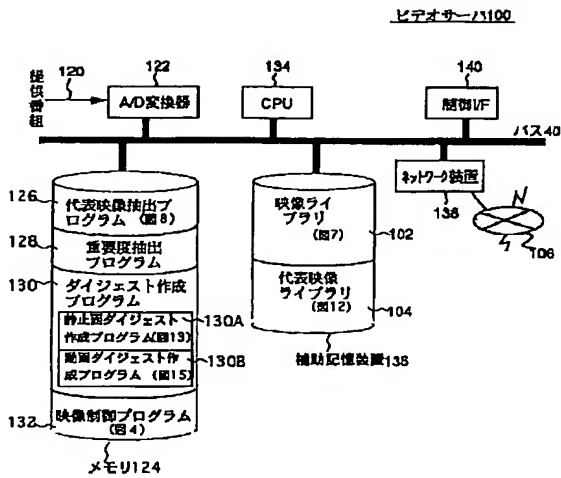 ビデオサーバ100
提供番組
120
122
A/D変換器
134
CPU
140
制御I/F
バス40
ネットワーク装置
136
106
126
代表映像抽出プ
ログラム(図8)
128
重要度抽出
プログラム
130
ダイジェスト作成
プログラム
静止画ダイジェスト
作成プログラム(図13)
130A
動画ダイジェスト作
成プログラム(図15)
130B
132
映像制御プログラム
(図4)
メモリ124
映像ライ
ブラリ
(図7)
102
代表映像
ライブラリ
(図12)
104
補助記憶装置138